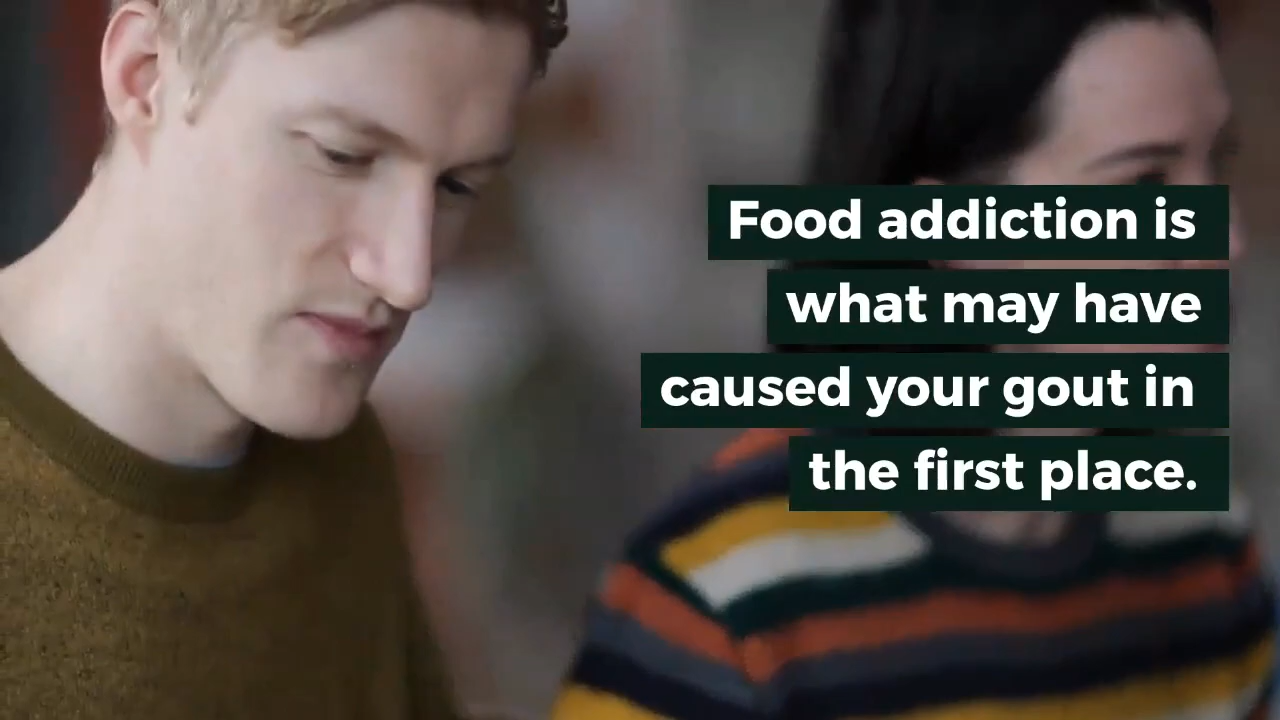 Food addiction is
what may have
caused your gout in
the first place.